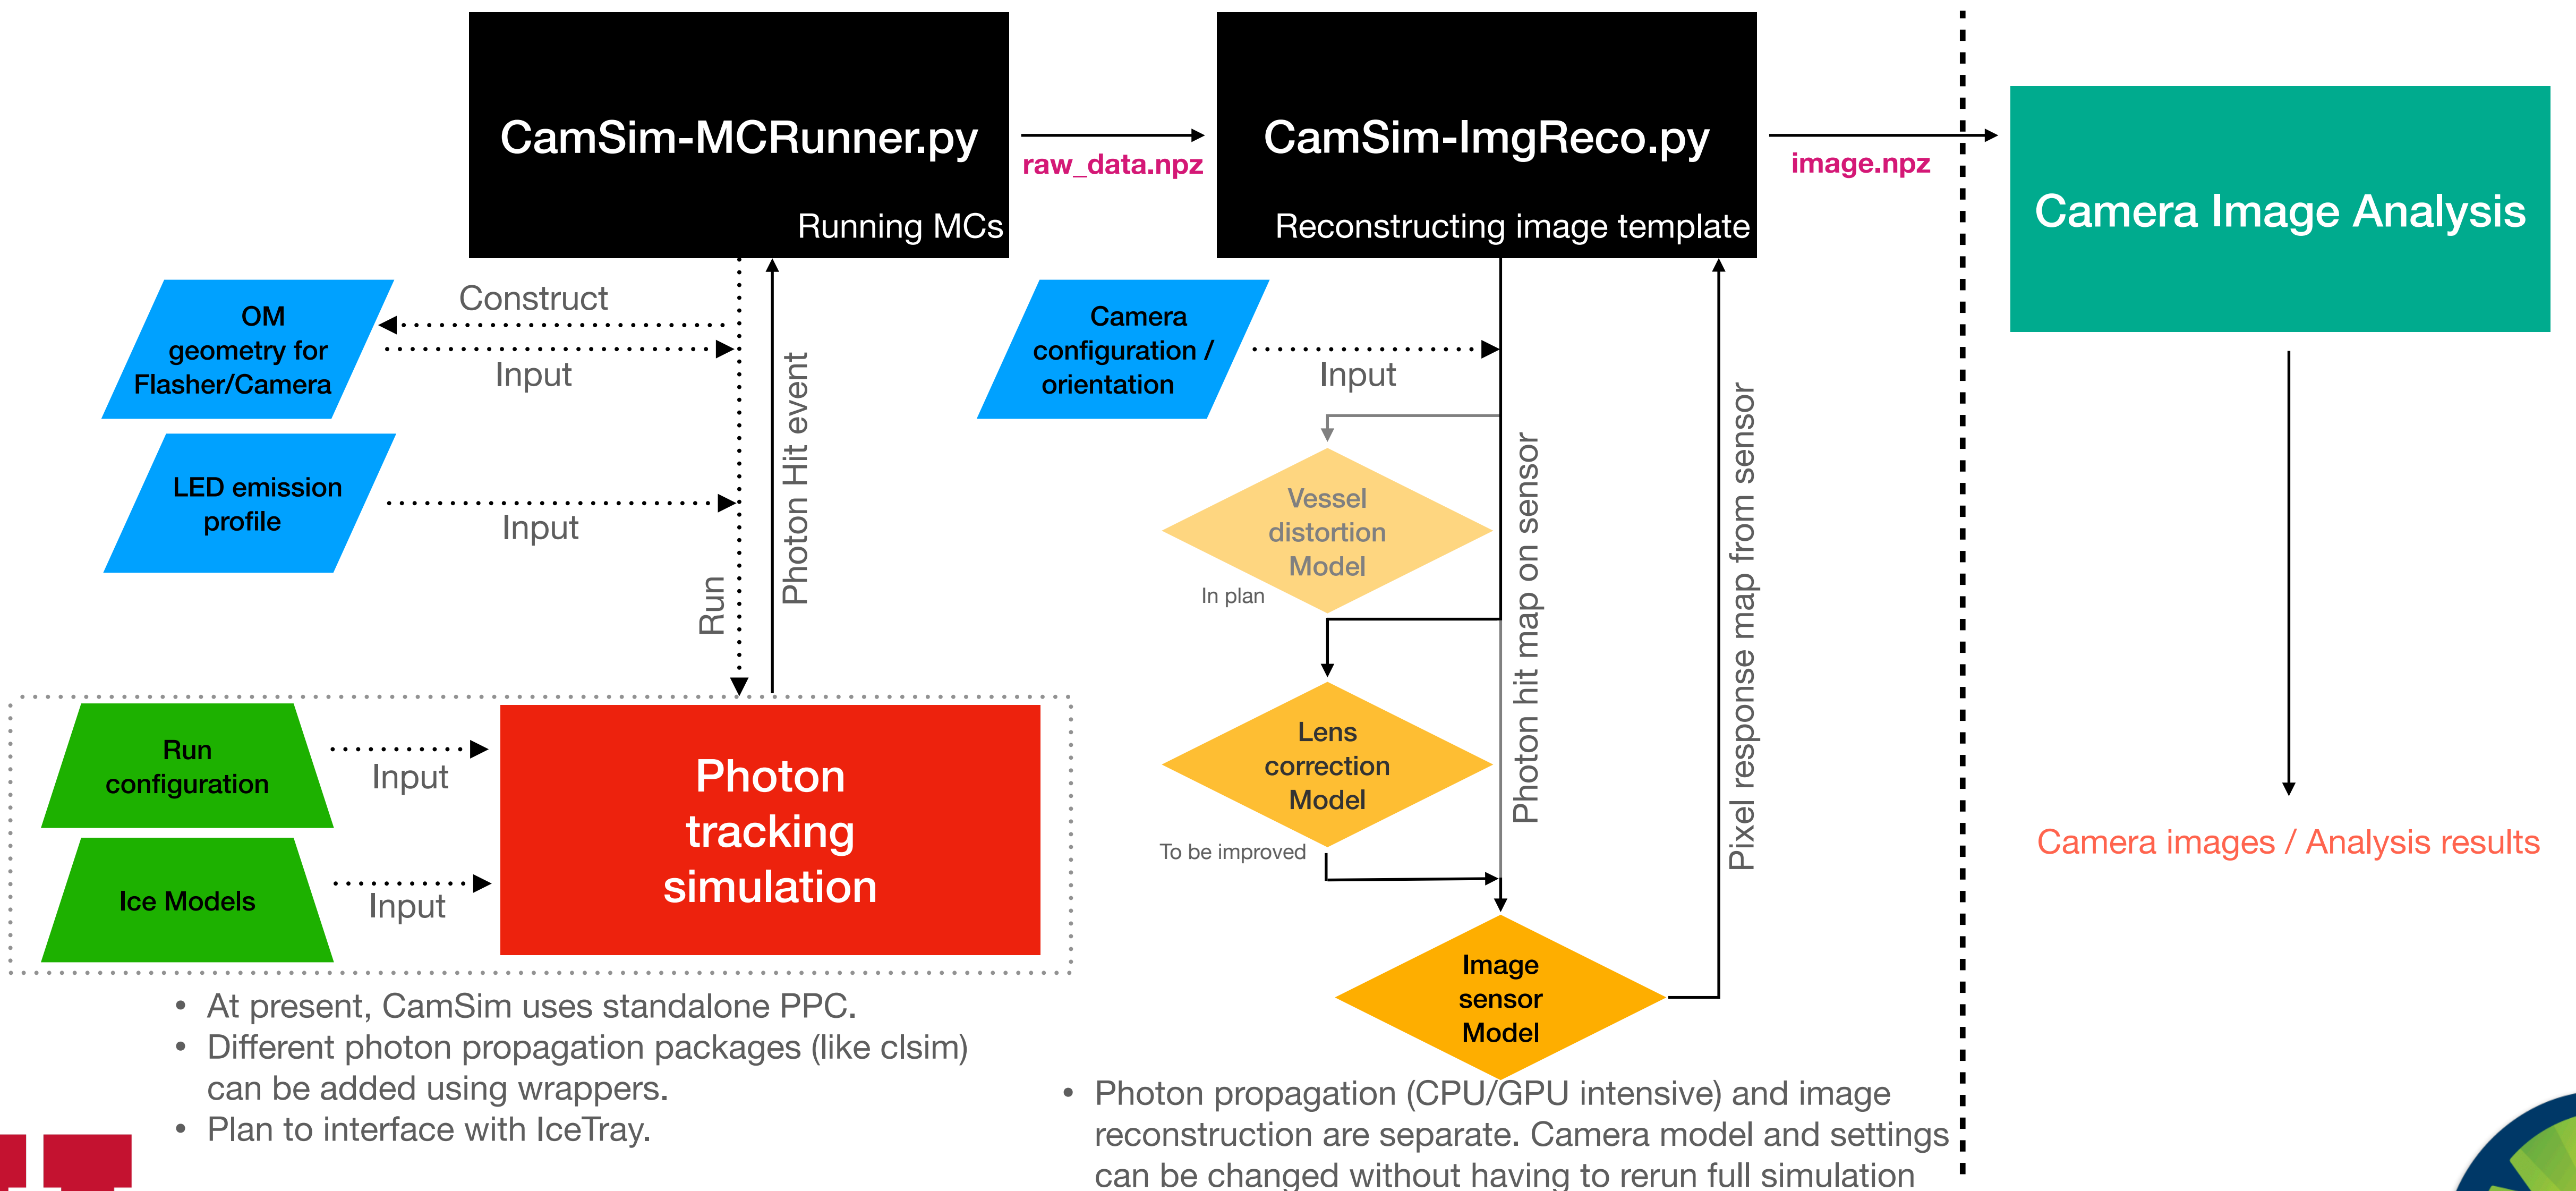 CamSim-MCRunner.py
Running MCs
raw_data.npz
CamSim-ImgReco.py
Reconstructing image template
image.npz
Camera Image Analysis
OM
geometry for
Flasher/Camera
Construct
Input
LED emission
profile
Input
Run
Photon Hit event
Camera
configuration /
orientation
Input
Vessel
distortion
Model
In plan
Lens
correction
Model
To be improved
Photon hit map on sensor
Pixel response map from sensor
Image
sensor
Model
Camera images / Analysis results
Run
configuration
Input
Ice Models
Input
Photon
tracking
simulation
• At present, CamSim uses standalone PPC.
• Different photon propagation packages (like clsim)
can be added using wrappers.
• Plan to interface with IceTray.
• Photon propagation (CPU/GPU intensive) and image
reconstruction are separate. Camera model and settings
can be changed without having to rerun full simulation